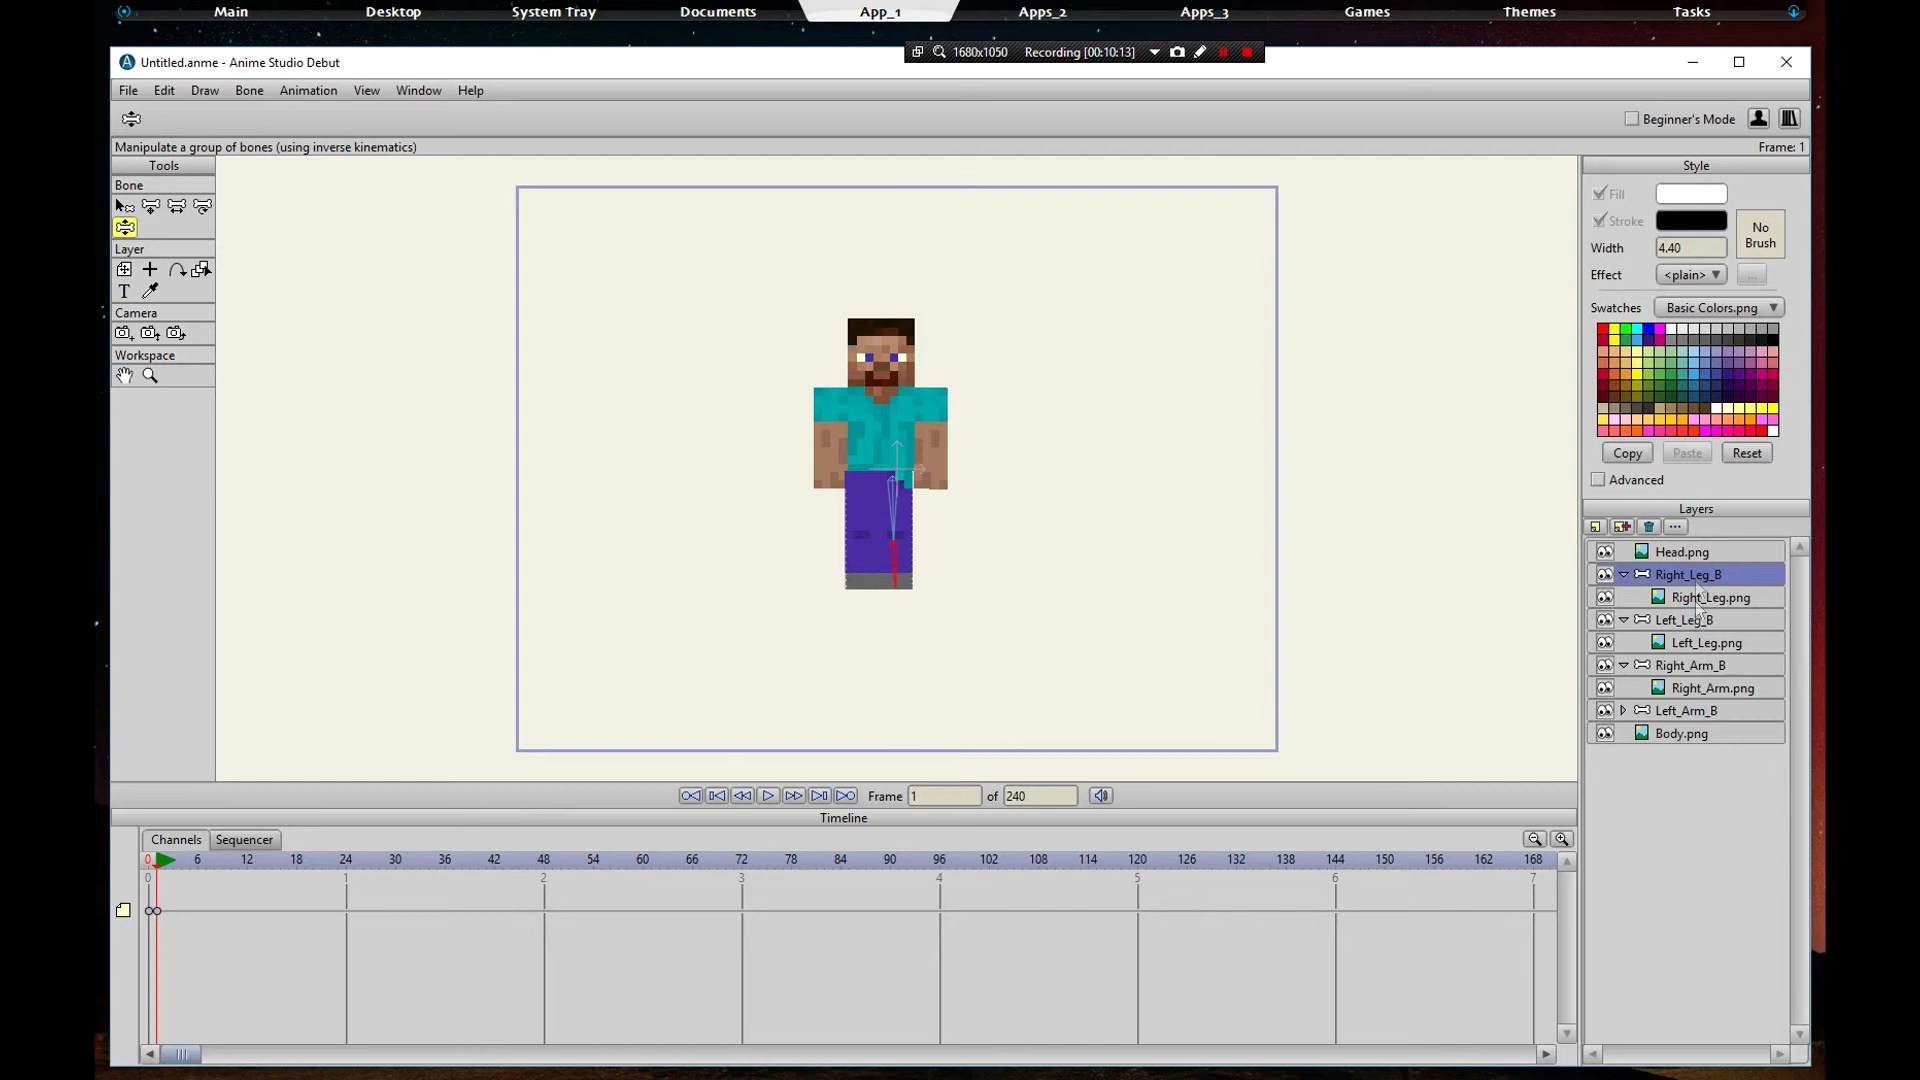 Main Desktop System Tray Documents App_1 Apps_2 Apps_3 Games Themes Tasks
1680x1050 Recording [00:10:13]
Untitled.anme - Anime Studio Debut
File Edit Draw Bone Animation View Window Help
Beginner's Mode
Manipulate a group of bones (using inverse kinematics) Frame: 1
Tools
Bone
Layer
T
Camera
Workspace
Style
Fill
Stroke
No Brush
Width 4.40
Effect <plain> ...
Swatches Basic Colors.png
Copy Paste Reset
Advanced
Layers
Head.png
Right_Leg_B
Right_Leg.png
Left_Leg_B
Left_Leg.png
Right_Arm_B
Right_Arm.png
Left_Arm_B
Body.png
Frame 1 of 240
Timeline
Channels Sequencer
0 6 12 18 24 30 36 42 48 54 60 66 72 78 84 90 96 102 108 114 120 126 132 138 144 150 156 162 168
0 1 2 3 4 5 6 7